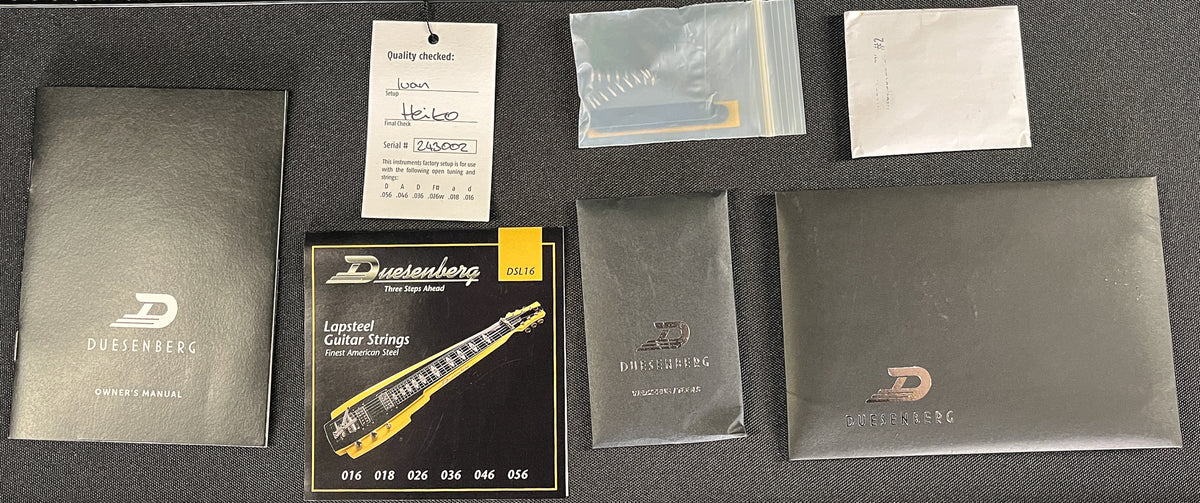 DUESENBERG
OWNER'S MANUAL
Quality checked:
Ivan
Setup
Heiko
Final Check
Serial # 243002
This instruments factory setup is for use
with the following open tuning and
strings:
D A D F# a d
.056 .046 .036 .026w .018 .016
Duesenberg
Three Steps Ahead
DSL16
Lapsteel
Guitar Strings
Finest American Steel
016 018 026 036 046 056
#2
DUESENBERG
DUESENBERG